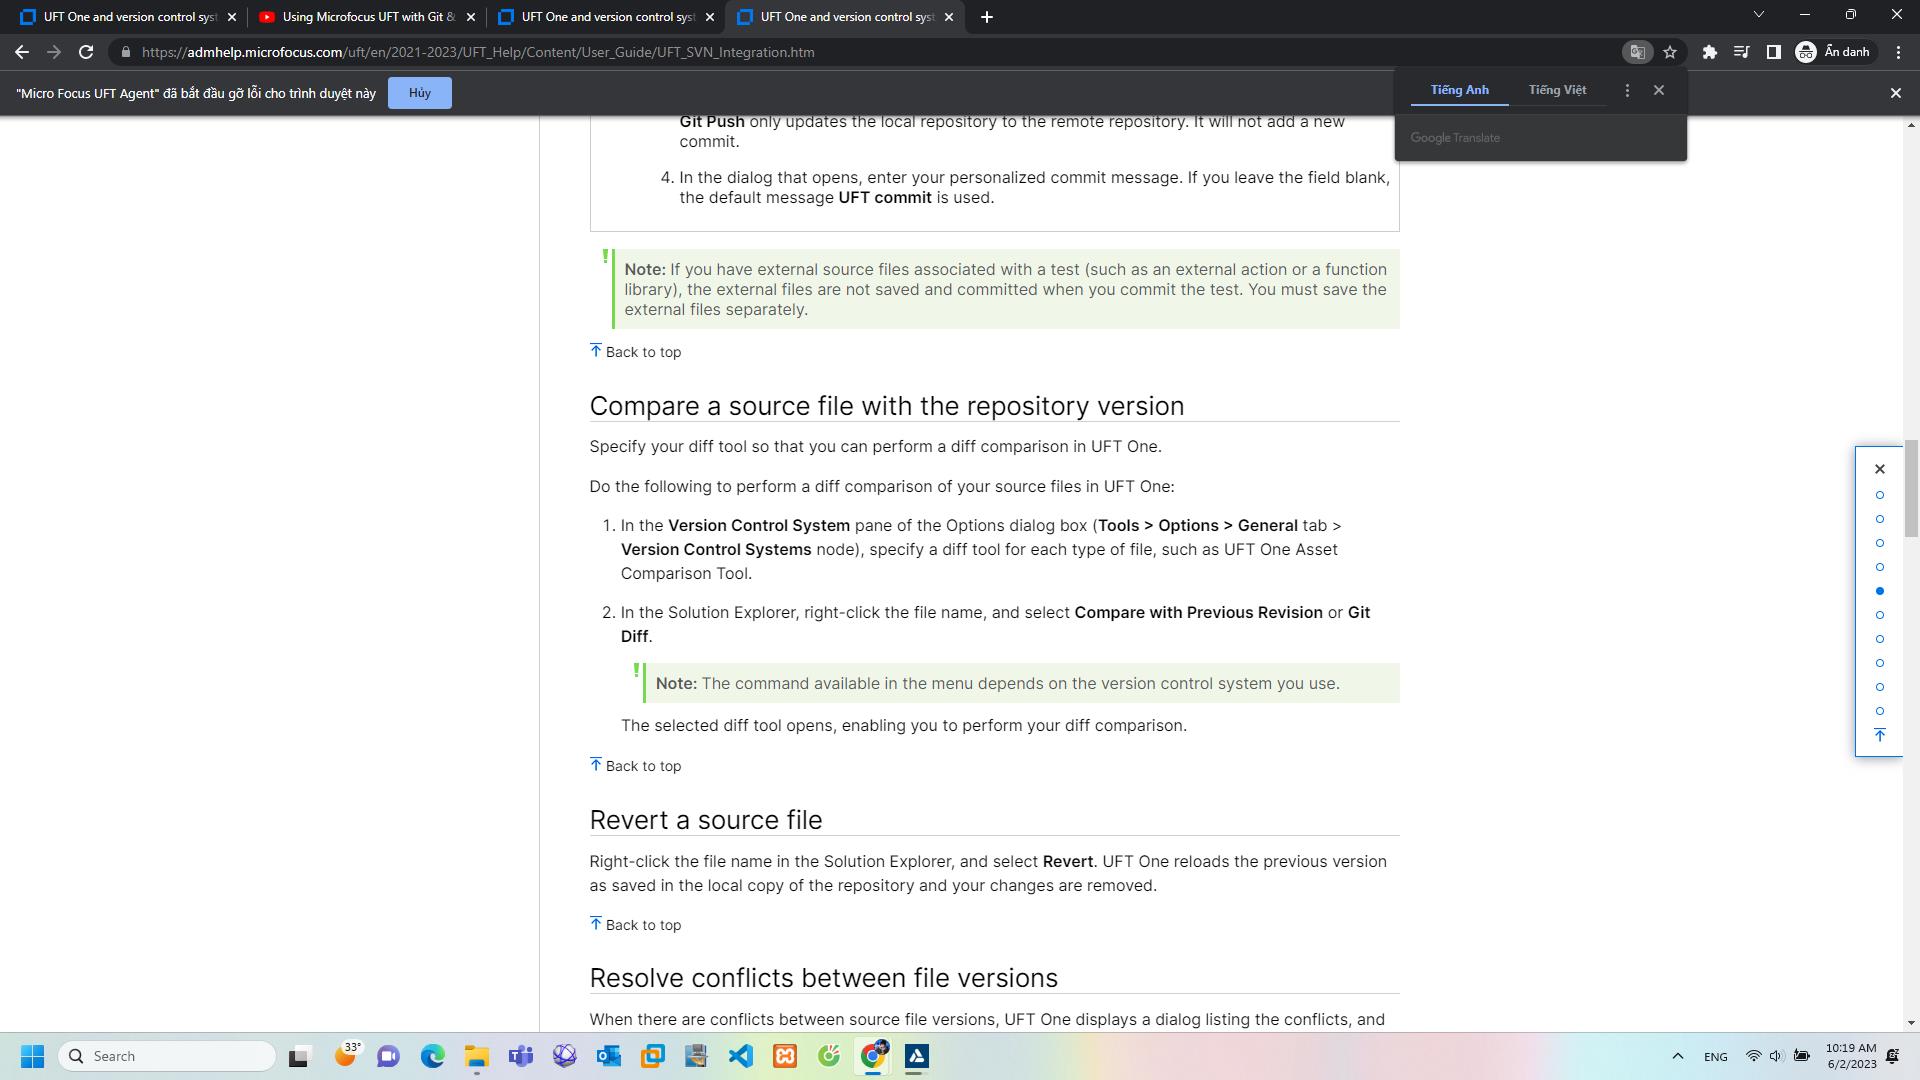 UFT One and version control syst
Using Microfocus UFT with Git &
UFT One and version control syst
UFT One and version control syst
https://admhelp.microfocus.com/uft/en/2021-2023/UFT_Help/Content/User_Guide/UFT_SVN_Integration.htm
Ẩn danh
"Micro Focus UFT Agent" đã bắt đầu gỡ lỗi cho trình duyệt này
Hủy
Tiếng Anh
Tiếng Việt
Google Translate
Git Push only updates the local repository to the remote repository. It will not add a new
commit.
4. In the dialog that opens, enter your personalized commit message. If you leave the field blank,
the default message UFT commit is used.
Note: If you have external source files associated with a test (such as an external action or a function
library), the external files are not saved and committed when you commit the test. You must save the
external files separately.
Back to top
Compare a source file with the repository version
Specify your diff tool so that you can perform a diff comparison in UFT One.
Do the following to perform a diff comparison of your source files in UFT One:
1. In the Version Control System pane of the Options dialog box (Tools > Options > General tab >
Version Control Systems node), specify a diff tool for each type of file, such as UFT One Asset
Comparison Tool.
2. In the Solution Explorer, right-click the file name, and select Compare with Previous Revision or Git
Diff.
Note: The command available in the menu depends on the version control system you use.
The selected diff tool opens, enabling you to perform your diff comparison.
Back to top
Revert a source file
Right-click the file name in the Solution Explorer, and select Revert. UFT One reloads the previous version
as saved in the local copy of the repository and your changes are removed.
Back to top
Resolve conflicts between file versions
When there are conflicts between source file versions, UFT One displays a dialog listing the conflicts, and
Search
33°
ENG
10:19 AM
6/2/2023